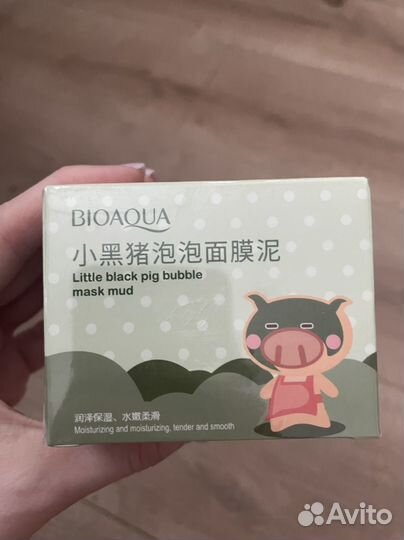 BIOAQUA
小黑猪泡泡面膜泥
Little black pig bubble
mask mud
润泽保湿、水嫩柔滑
Moisturizing and moisturizing, tender and smooth
Avito